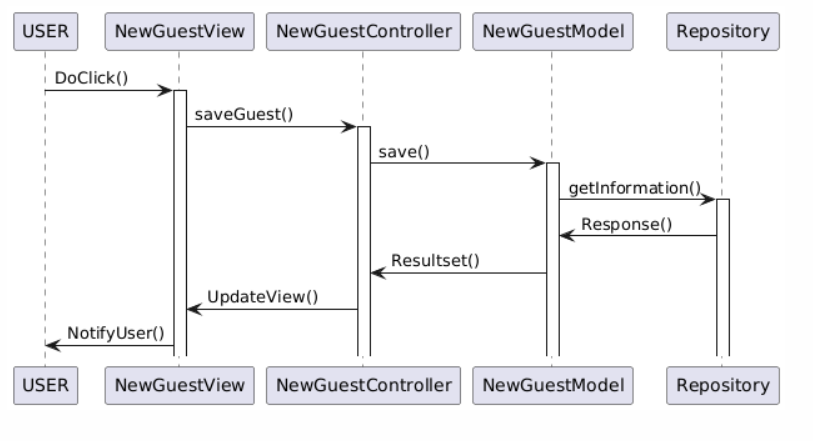 USER NewGuestView NewGuestController NewGuestModel Repository
DoClick()
saveGuest()
save()
getInformation()
Response()
Resultset()
UpdateView()
NotifyUser()
USER NewGuestView NewGuestController NewGuestModel Repository